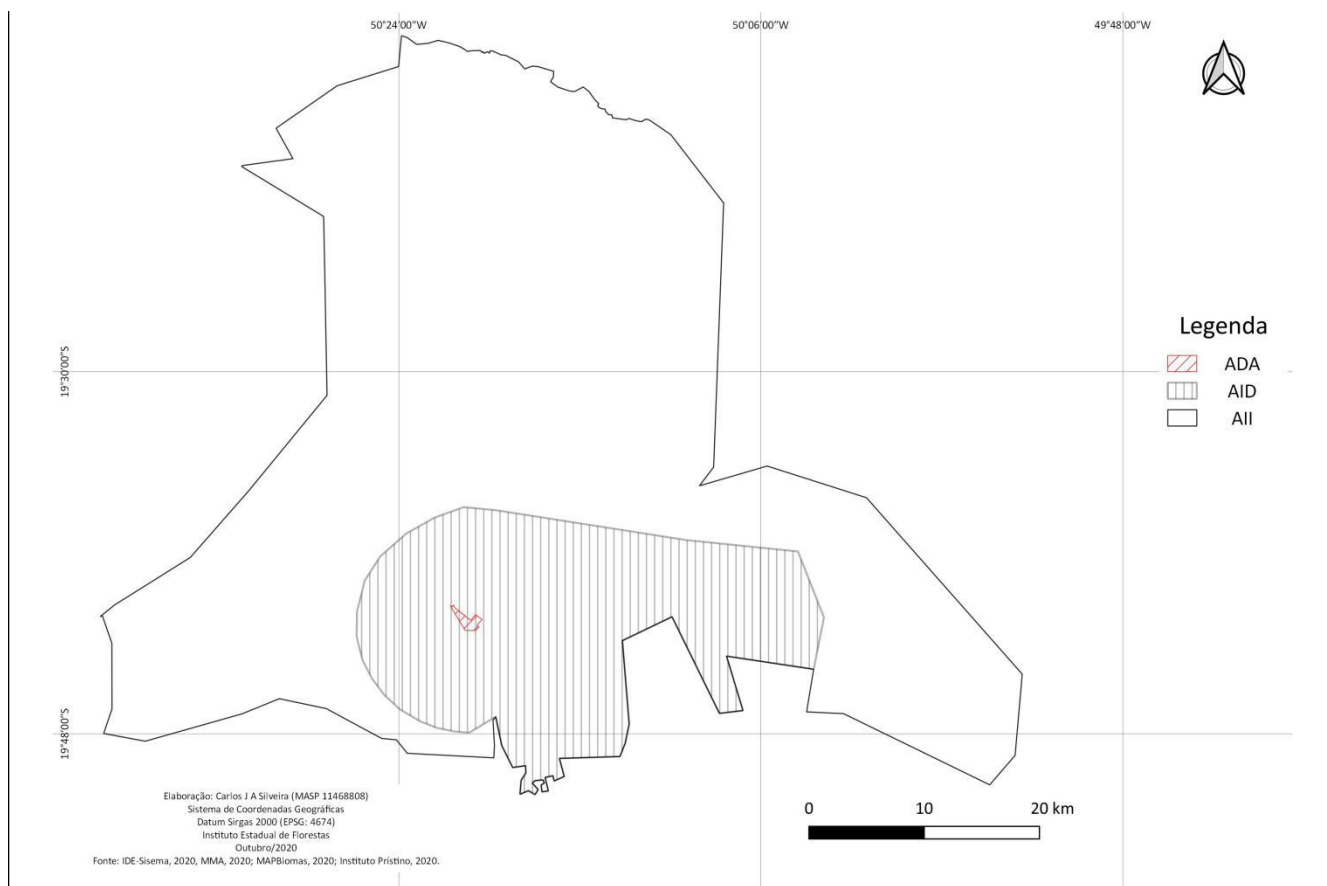 50°24'00"W
50°06'00"W
49°48'00"W
19°30'00"S
Legenda
ADA
AID
AII
19°48'00"S
0 10 20 km
Elaboração: Carlos J A Silveira (MASP 11468808)
Sistema de Coordenadas Geográficas
Datum Sirgas 2000 (EPSG: 4674)
Instituto Estadual de Florestas
Outubro/2020
Fonte: IDE-Sisema, 2020, MMA, 2020; MAPBiomas, 2020; Instituto Prístino, 2020.